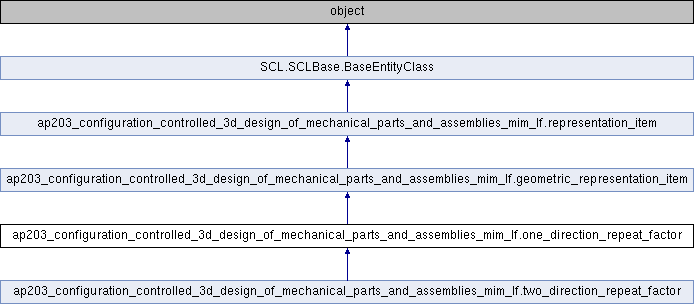 object
SCL.SCLBase.BaseEntityClass
ap203_configuration_controlled_3d_design_of_mechanical_parts_and_assemblies_mim_lf.representation_item
ap203_configuration_controlled_3d_design_of_mechanical_parts_and_assemblies_mim_lf.geometric_representation_item
ap203_configuration_controlled_3d_design_of_mechanical_parts_and_assemblies_mim_lf.one_direction_repeat_factor
ap203_configuration_controlled_3d_design_of_mechanical_parts_and_assemblies_mim_lf.two_direction_repeat_factor